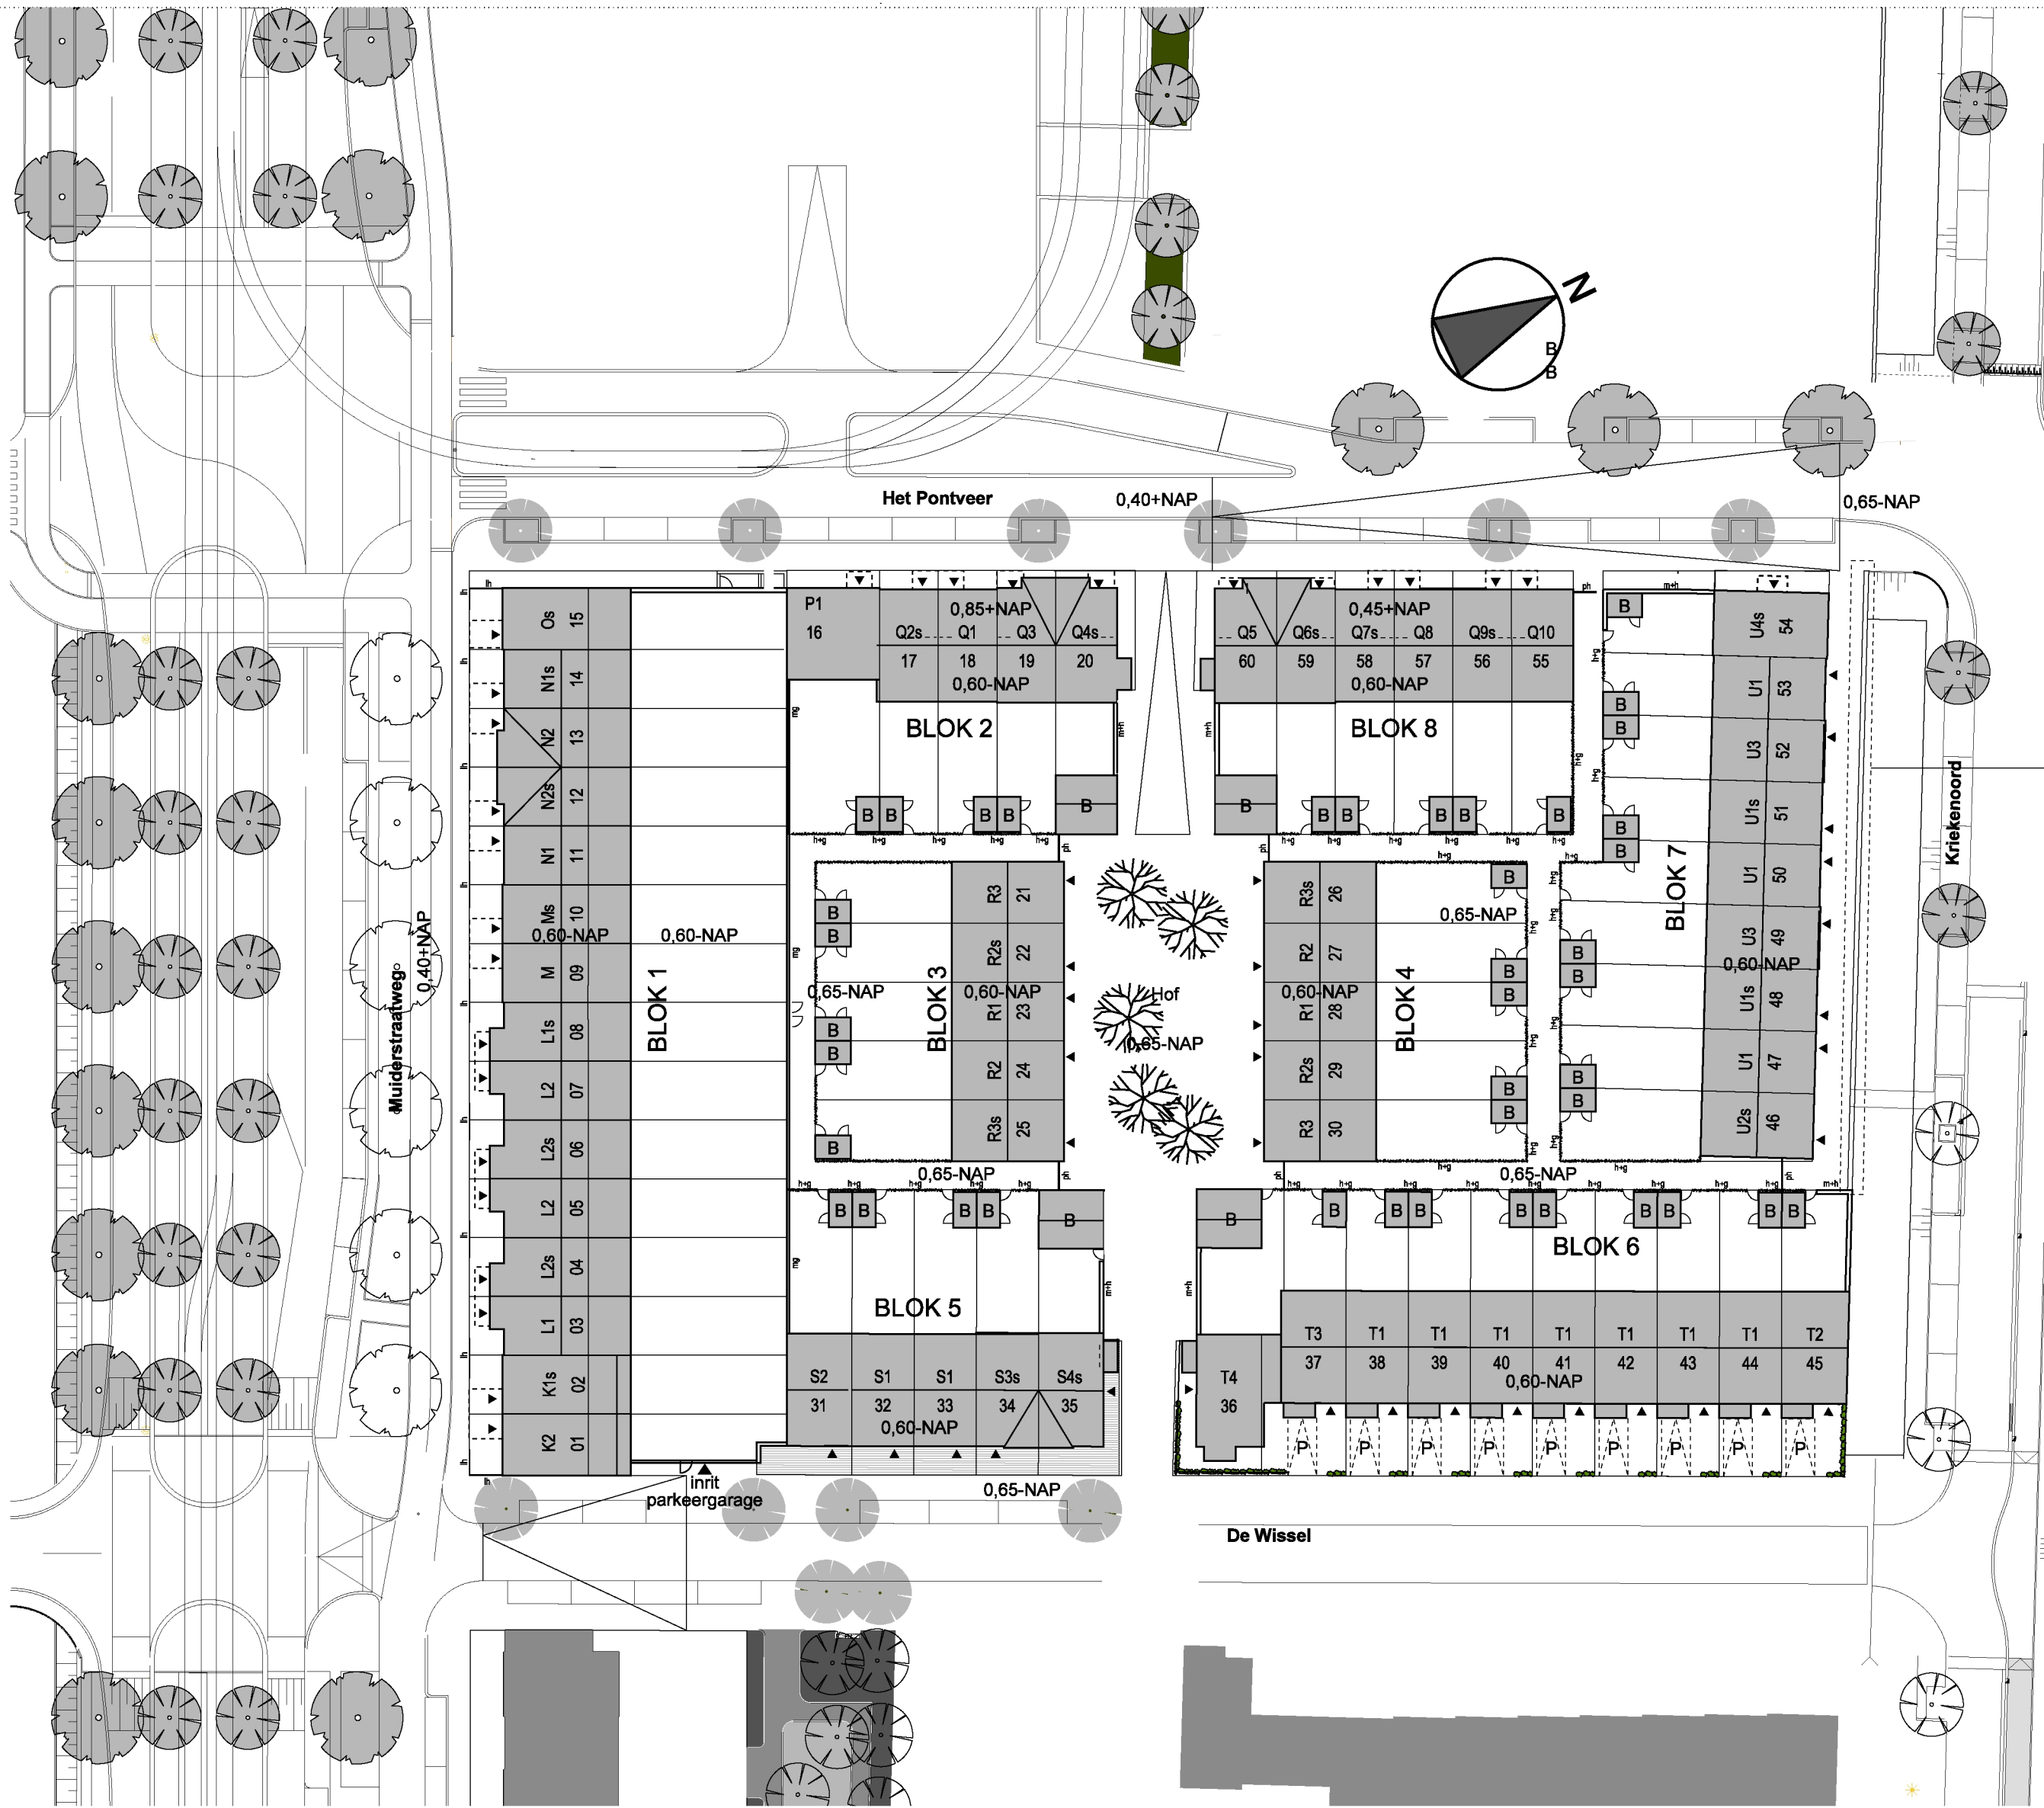 N
B
B
Het Pontveer
0,40+NAP
0,65-NAP
lh
ph
m+h
P1
16
0,85+NAP
Q2s
Q1
Q3
Q4s
17
18
19
20
0,60-NAP
BLOK 2
0,45+NAP
Q5
Q6s
Q7s
Q8
Q9s
Q10
60
59
58
57
56
55
0,60-NAP
BLOK 8
Os
15
N1s
14
N2
13
N2s
12
N1
11
Ms
10
M
09
L1s
08
L2
07
L2s
06
L2
05
L2s
04
L1
03
K1s
02
K2
01
0,60-NAP
0,60-NAP
BLOK 1
Muiderstraatweg
0,40+NAP
mg
m+h
m+h
h+g
B B
B B
B
B
B B
B B
B
h+g
h+g
h+g
h+g
ph
ph
B
B
B
B
B
B
0,65-NAP
BLOK 3
R3
21
R2s
22
0,60-NAP
R1
23
R2
24
R3s
25
Hof
0,65-NAP
R3s
26
R2
27
0,60-NAP
R1
28
R2s
29
R3
30
BLOK 4
0,65-NAP
B
B
B
B
B
B
B
B
B
B
B
B
B
BLOK 7
U4s
54
U1
53
U3
52
U1s
51
U1
50
U3
49
0,60-NAP
U1s
48
U1
47
U2s
46
Kriekenoord
0,65-NAP
0,65-NAP
h+g
h+g
h+g
h+g
ph
ph
m+h
B B
B B
B
B
B
B B
B B
B B
B B
BLOK 5
BLOK 6
mg
m+h
m+h
S2
S1
S1
S3s
S4s
31
32
33
34
35
0,60-NAP
T4
36
T3
T1
T1
T1
T1
T1
T1
T1
T2
37
38
39
40
41
42
43
44
45
0,60-NAP
P
P
P
P
P
P
P
P
P
inrit
parkeergarage
0,65-NAP
De Wissel